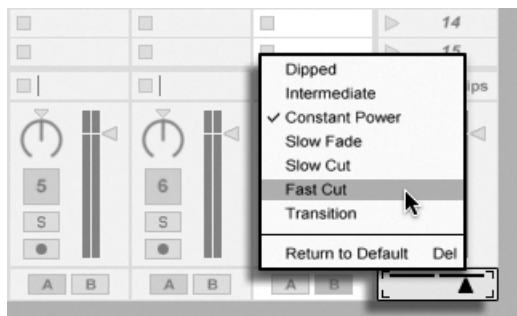 14
15
ips
Dipped
Intermediate
✓ Constant Power
Slow Fade
Slow Cut
Fast Cut
Transition
Return to Default Del
5 6
S S
A B A B A B